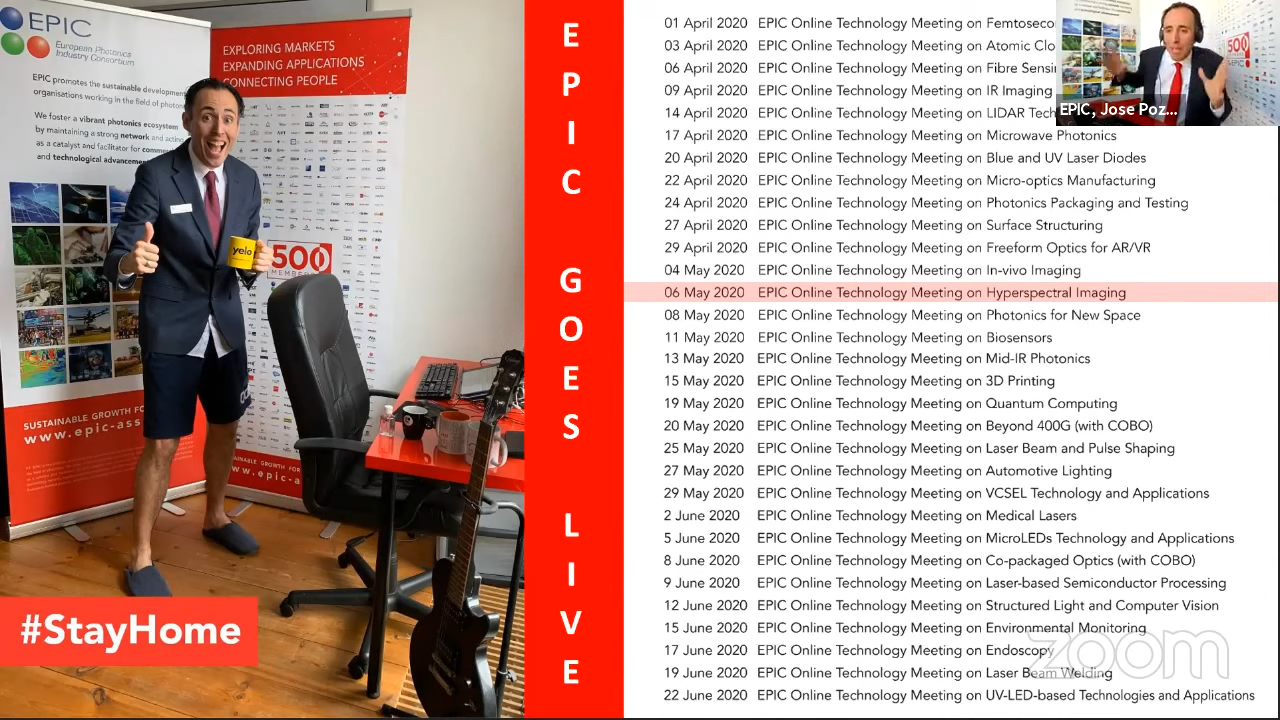 EPIC
European Photonics
Industry Consortium
EPIC promotes the sustainable
organisations working in the field of
We foster a vibrant photonics ecosystem
by maintaining a strong network and
as a catalyst and facilitator for
and technological
SUSTAINABLE GROWTH
www.epic-ass
EXPLORING MARKETS
EXPANDING APPLICATIONS
CONNECTING PEOPLE
yelo
500
MEMBERS
SUSTAINABLE GROWTH FOR
www.epic-a
#StayHome
E
P
I
C
G
O
E
S
L
I
V
E
01 April 2020 EPIC Online Technology Meeting on
03 April 2020 EPIC Online Technology Meeting on Atomic
06 April 2020 EPIC Online Technology Meeting on Fibre
09 April 2020 EPIC Online Technology Meeting on IR Imaging
April 2020 EPIC Online Technology Meeting on LIDAR
17 April 2020 EPIC Online Technology Meeting on Microwave Photonics
20 April 2020 EPIC Online Technology Meeting on Blue and UV Laser Diodes
22 April 2020 EPIC Online Technology Meeting on Manufacturing
24 April 2020 EPIC Online Technology Meeting on Photonics Packaging and Testing
27 April 2020 EPIC Online Technology Meeting on Surface Structuring
April 2020 EPIC Online Technology Meeting on Freeform Optics for AR/VR
04 May 2020 EPIC Online Technology Meeting on In-vivo Imaging
06 May 2020 EPIC Online Technology Meeting on Hyperspectral Imaging
08 May 2020 EPIC Online Technology Meeting on Photonics for New Space
11 May 2020 EPIC Online Technology Meeting on Biosensors
13 May 2020 EPIC Online Technology Meeting on Mid-IR Photonics
15 May 2020 EPIC Online Technology Meeting on 3D Printing
19 May 2020 EPIC Online Technology Meeting on Quantum Computing
20 May 2020 EPIC Online Technology Meeting on Beyond 400G (with COBO)
25 May 2020 EPIC Online Technology Meeting on Laser Beam and Pulse Shaping
27 May 2020 EPIC Online Technology Meeting on Automotive Lighting
29 May 2020 EPIC Online Technology Meeting on VCSEL Technology and Applications
2 June 2020 EPIC Online Technology Meeting on Medical Lasers
5 June 2020 EPIC Online Technology Meeting on MicroLEDs Technology and Applications
8 June 2020 EPIC Online Technology Meeting on Co-packaged Optics (with COBO)
9 June 2020 EPIC Online Technology Meeting on Laser-based Semiconductor Processing
12 June 2020 EPIC Online Technology Meeting on Structured Light and Computer Vision
15 June 2020 EPIC Online Technology Meeting on Environmental Monitoring
17 June 2020 EPIC Online Technology Meeting on Endoscopy
19 June 2020 EPIC Online Technology Meeting on Laser Beam Welding
22 June 2020 EPIC Online Technology Meeting on UV-LED-based Technologies and Applications
500
EPIC, Jose Poz...
zoom